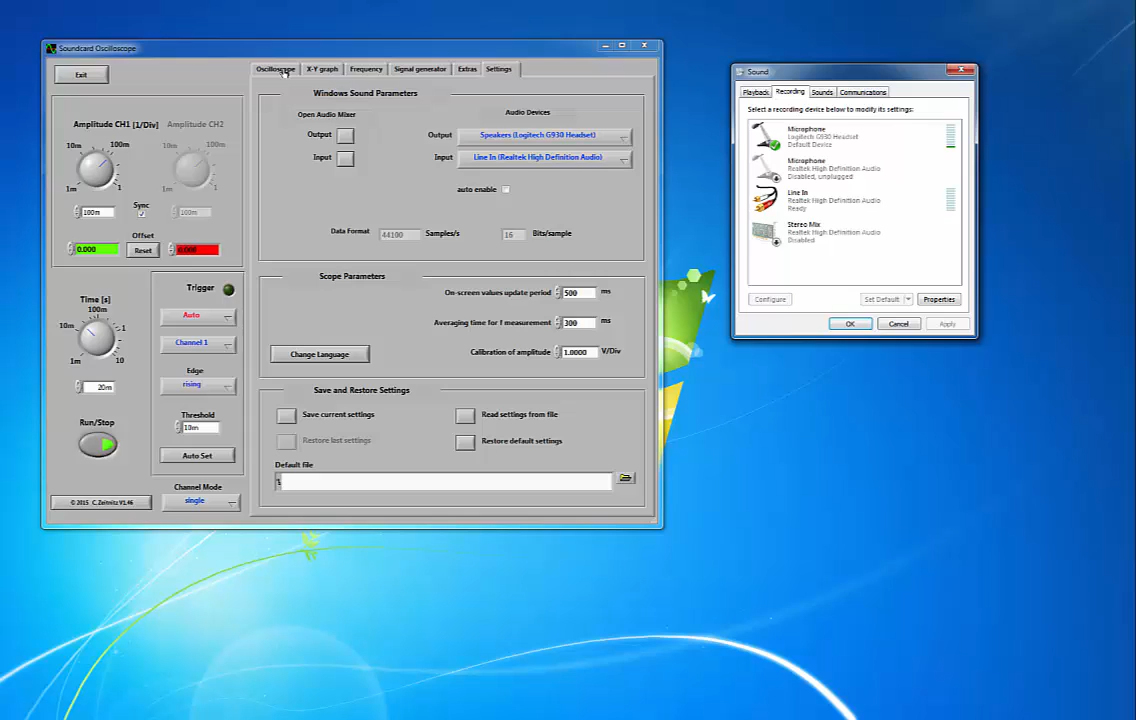 Soundcard Oscilloscope
Exit
Amplitude CH1 [1/Div] Amplitude CH2
10m 100m 10m 100m
1m 1 1m 1
Sync
100m 100m
Offset
0.000 Reset 0.000
Time [s]
100m
10m 1
1m 10
20m
Run/Stop
© 2015 C.Zeitnitz V1.46
Trigger
Auto
Channel 1
Edge
rising
Threshold
10m
Auto Set
Channel Mode
single
Oscilloscope X-Y graph Frequency Signal generator Extras Settings
Windows Sound Parameters
Open Audio Mixer Audio Devices
Output Output Speakers (Logitech G930 Headset)
Input Input Line In (Realtek High Definition Audio)
auto enable
Data Format 44100 Samples/s 16 Bits/sample
Scope Parameters
On-screen values update period 500 ms
Averaging time for f measurement 300 ms
Change Language Calibration of amplitude 1.0000 V/Div
Save and Restore Settings
Save current settings Read settings from file
Restore last settings Restore default settings
Default file
Sound
Playback Recording Sounds Communications
Select a recording device below to modify its settings:
Microphone
Logitech G930 Headset
Default Device
Microphone
Realtek High Definition Audio
Disabled, unplugged
Line In
Realtek High Definition Audio
Ready
Stereo Mix
Realtek High Definition Audio
Disabled
Configure Set Default Properties
OK Cancel Apply